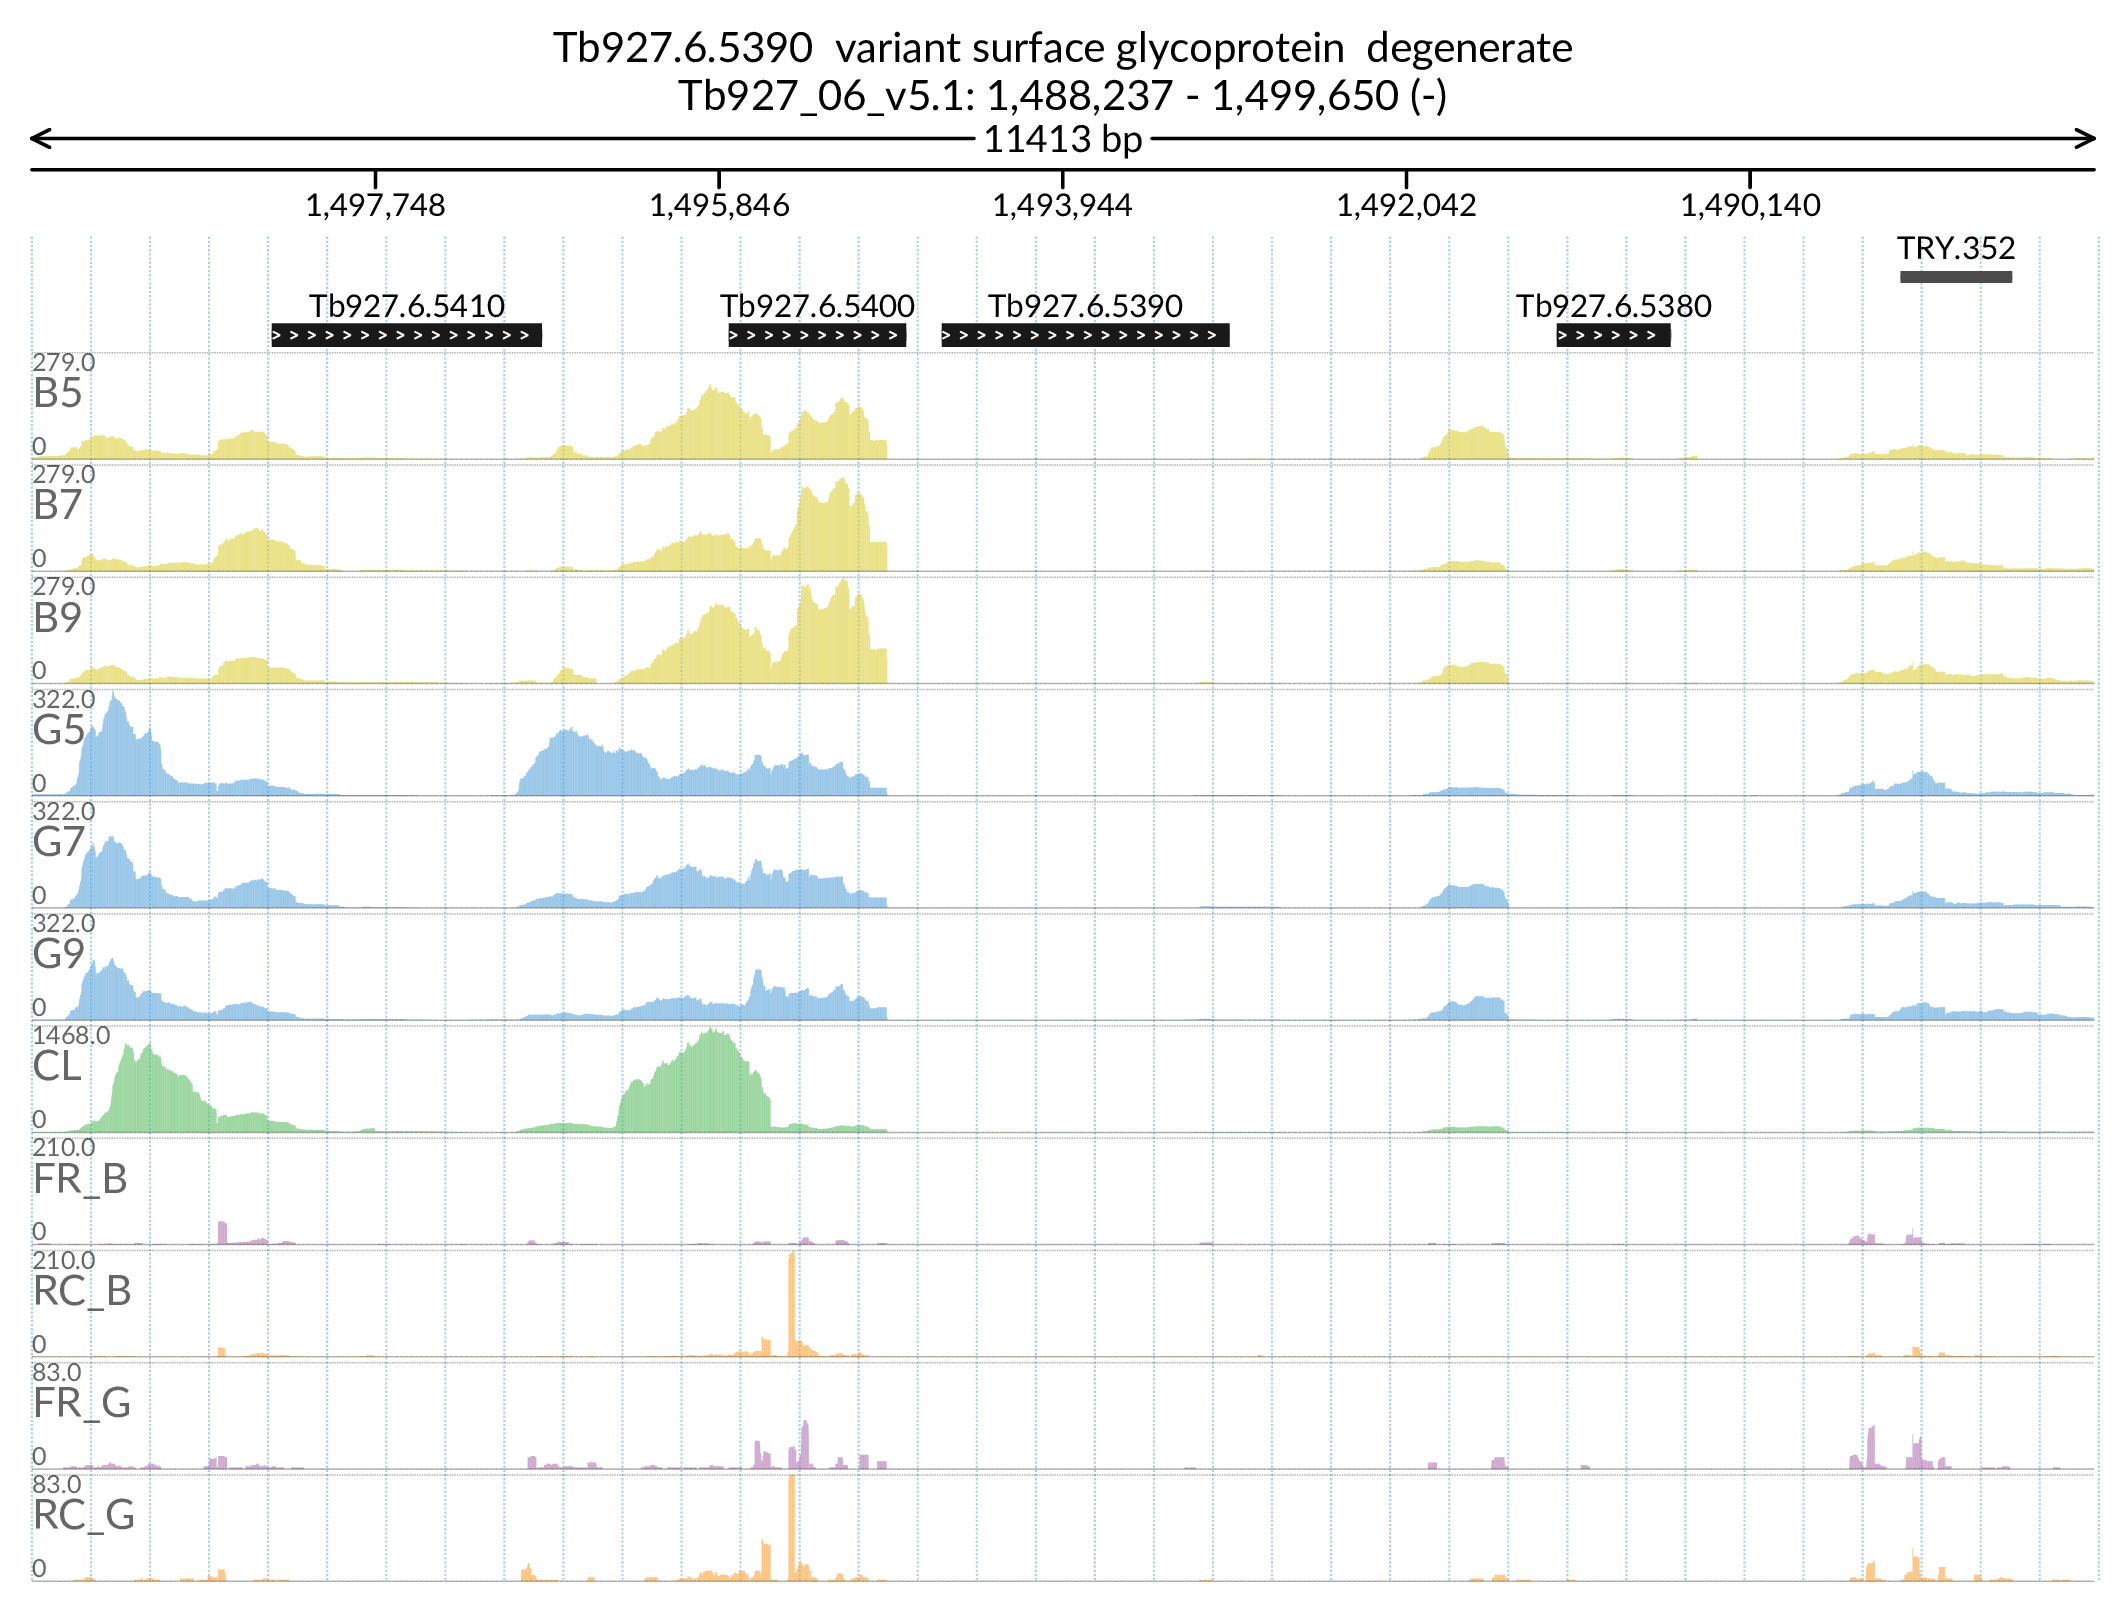 Tb927.6.5390 variant surface glycoprotein degenerate
Tb927_06_v5.1: 1,488,237 - 1,499,650 (-)
11413 bp
1,497,748 1,495,846 1,493,944 1,492,042 1,490,140
TRY.352
Tb927.6.5410 Tb927.6.5400 Tb927.6.5390 Tb927.6.5380
279.0
B5
0
279.0
B7
0
279.0
B9
0
322.0
G5
0
322.0
G7
0
322.0
G9
0
1468.0
CL
0
210.0
FR_B
0
210.0
RC_B
0
83.0
FR_G
0
83.0
RC_G
0